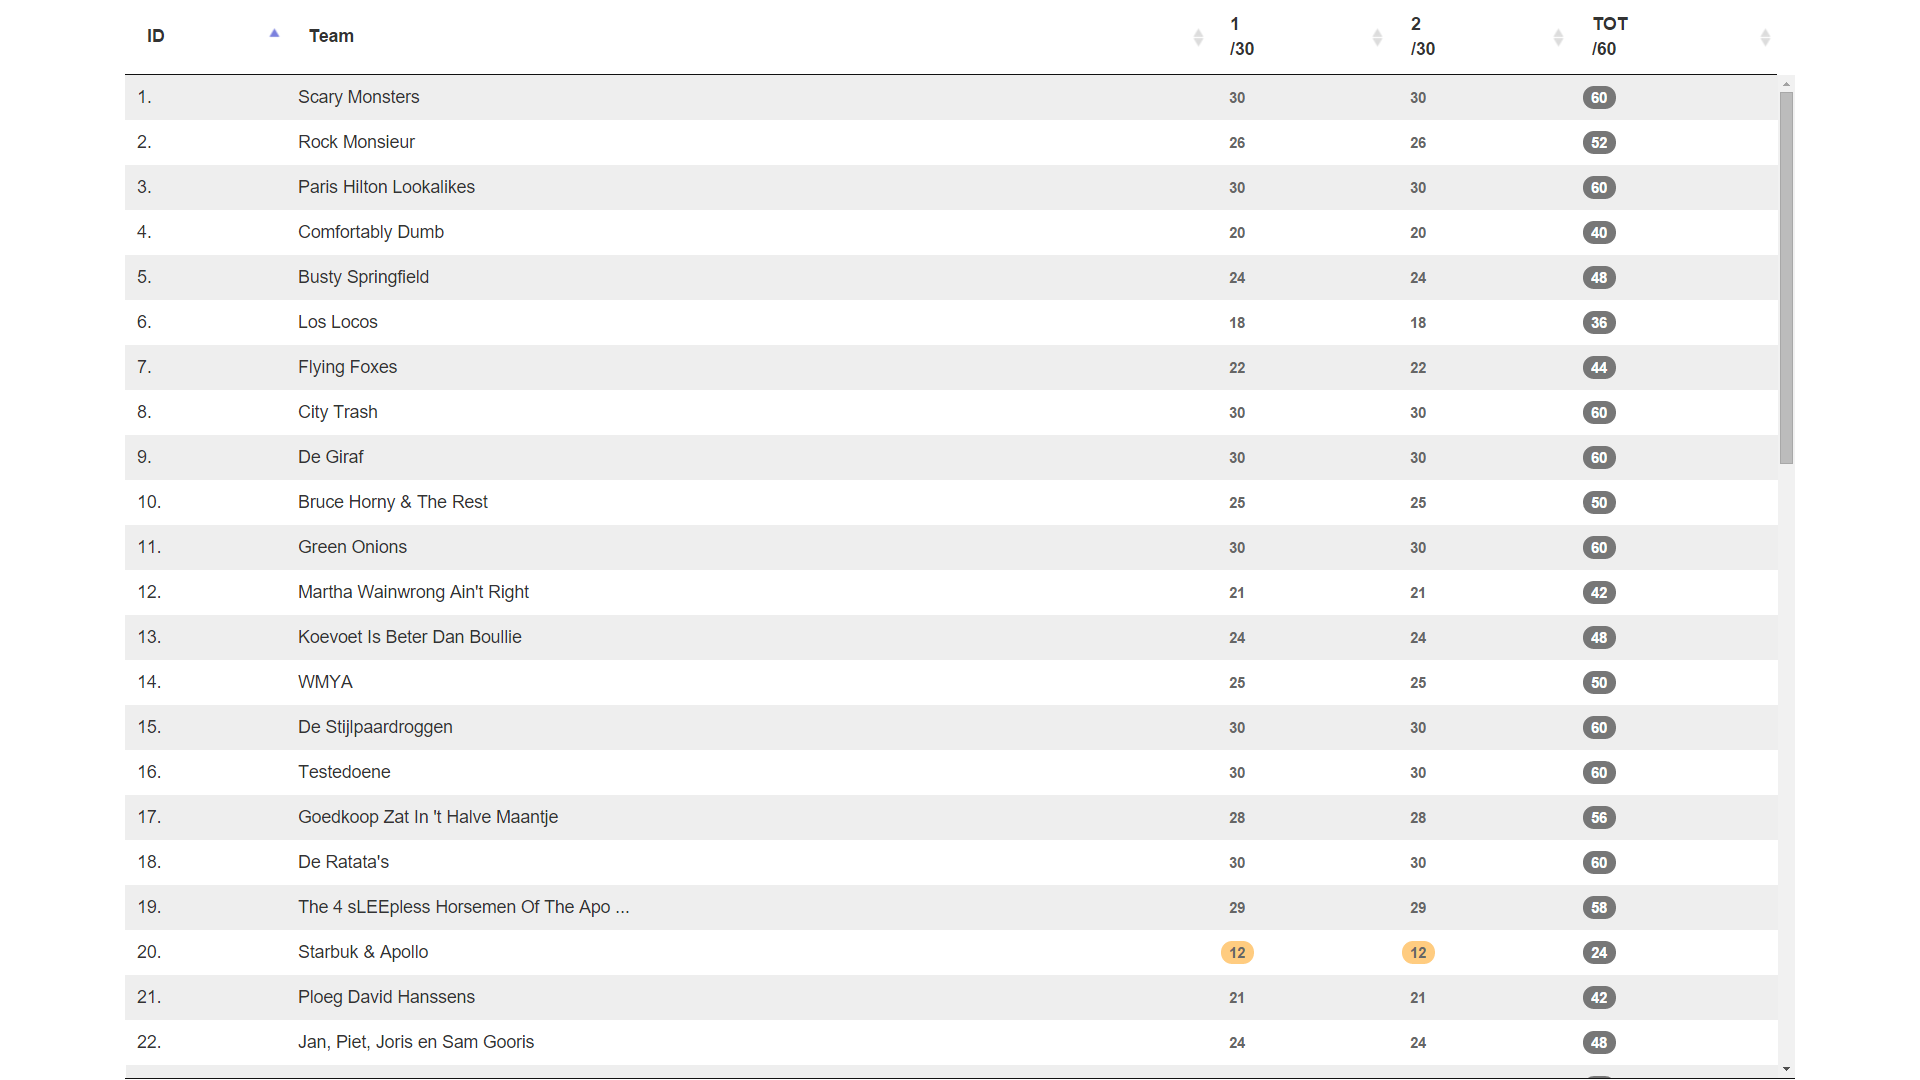 ID Team 1 /30 2 /30 TOT /60
1. Scary Monsters 30 30 60
2. Rock Monsieur 26 26 52
3. Paris Hilton Lookalikes 30 30 60
4. Comfortably Dumb 20 20 40
5. Busty Springfield 24 24 48
6. Los Locos 18 18 36
7. Flying Foxes 22 22 44
8. City Trash 30 30 60
9. De Giraf 30 30 60
10. Bruce Horny & The Rest 25 25 50
11. Green Onions 30 30 60
12. Martha Wainwrong Ain't Right 21 21 42
13. Koevoet Is Beter Dan Boullie 24 24 48
14. WMYA 25 25 50
15. De Stijlpaardroggen 30 30 60
16. Testedoene 30 30 60
17. Goedkoop Zat In 't Halve Maantje 28 28 56
18. De Ratata's 30 30 60
19. The 4 sLEEpless Horsemen Of The Apo ... 29 29 58
20. Starbuk & Apollo 12 12 24
21. Ploeg David Hanssens 21 21 42
22. Jan, Piet, Joris en Sam Gooris 24 24 48